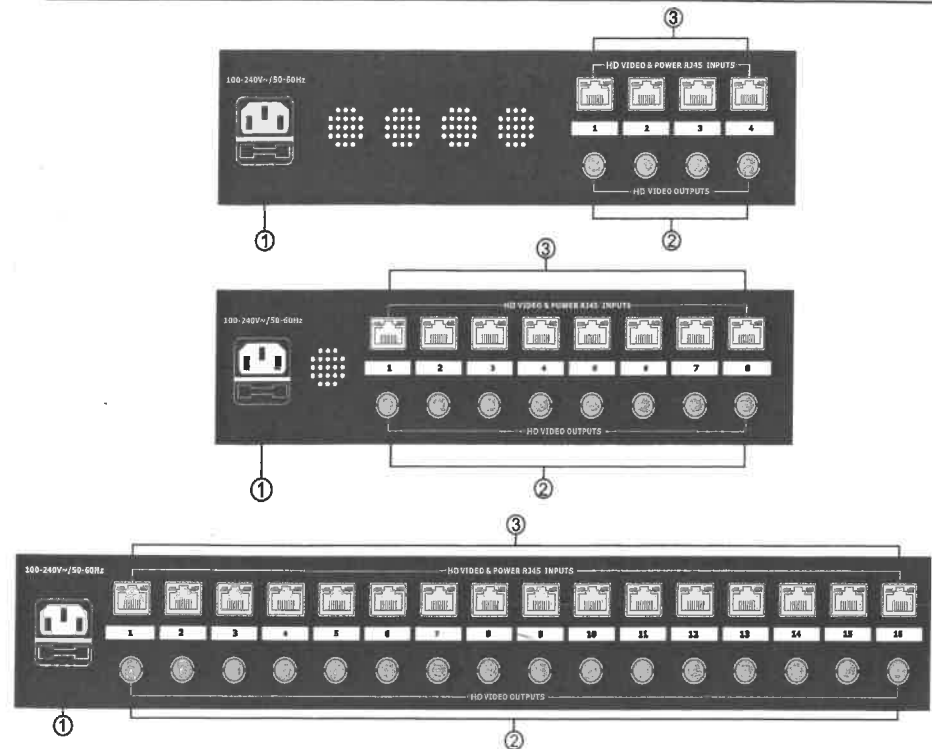 ③
HD VIDEO & POWER RJ45 INPUTS
100-240V~/50-60Hz
1 2 3 4
HD VIDEO OUTPUTS
① ②
③
HD VIDEO & POWER RJ45 INPUTS
100-240V~/50-60Hz
1 2 3 4 5 6 7 8
HD VIDEO OUTPUTS
① ②
③
100-240V~/50-60Hz
HD VIDEO & POWER RJ45 INPUTS
1 2 3 4 5 6 7 8 9 10 11 12 13 14 15 16
HD VIDEO OUTPUTS
① ②